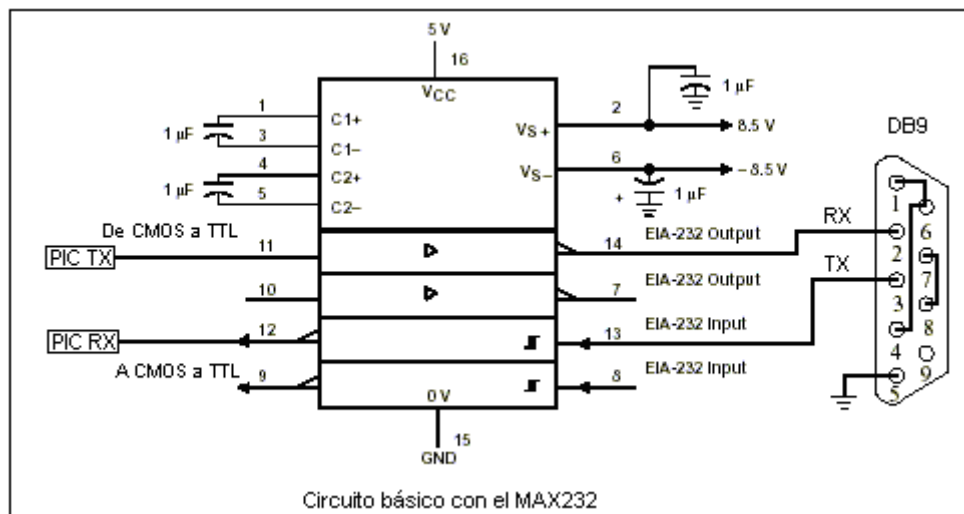 5 V
16
VCC
1
C1+
1 µF
3
C1–
4
C2+
1 µF
5
C2–
2
VS+
1 µF
8.5 V
6
VS–
– 8.5 V
+
1 µF
DB9
De CMOS a TTL
PIC TX
11
14
EIA-232 Output
RX
10
7
EIA-232 Output
TX
PIC RX
12
13
EIA-232 Input
A CMOS a TTL
9
8
EIA-232 Input
0 V
15
GND
1
6
2
7
3
8
4
9
5
Circuito básico con el MAX232